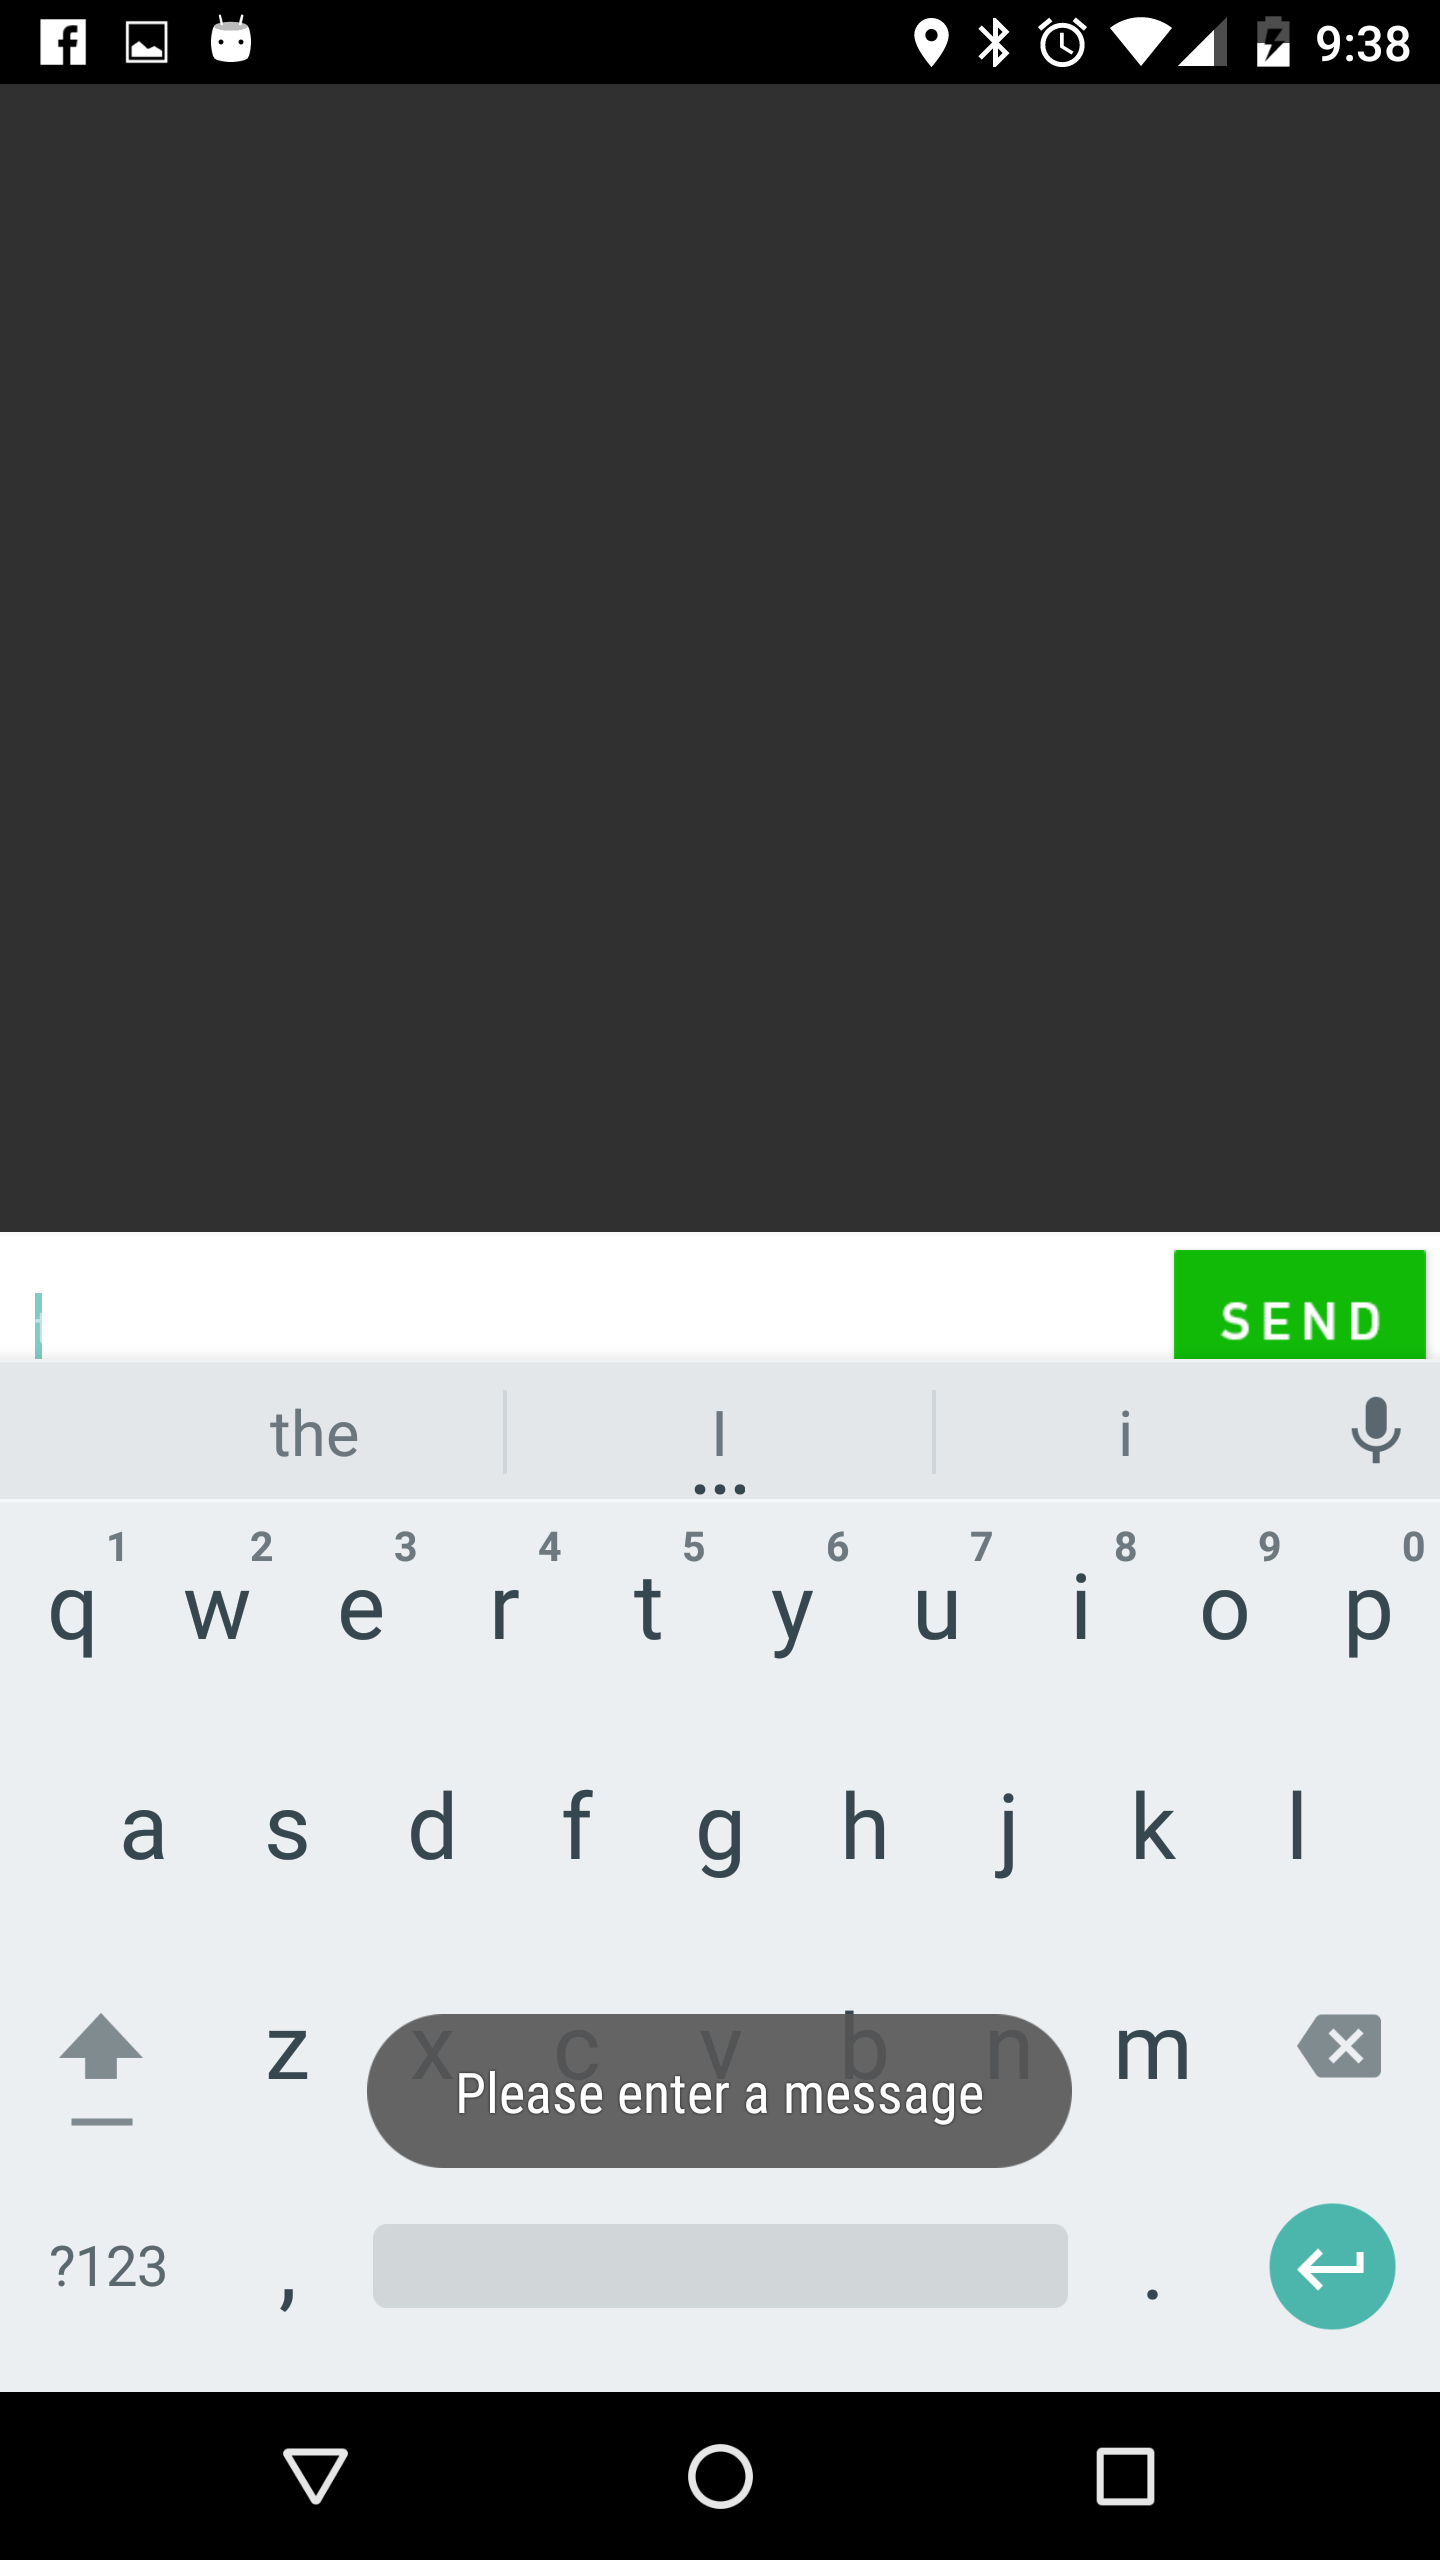 9:38
SEND
the I i
1 2 3 4 5 6 7 8 9 0
q w e r t y u i o p
a s d f g h j k l
z x c v b n m
Please enter a message
?123 , .